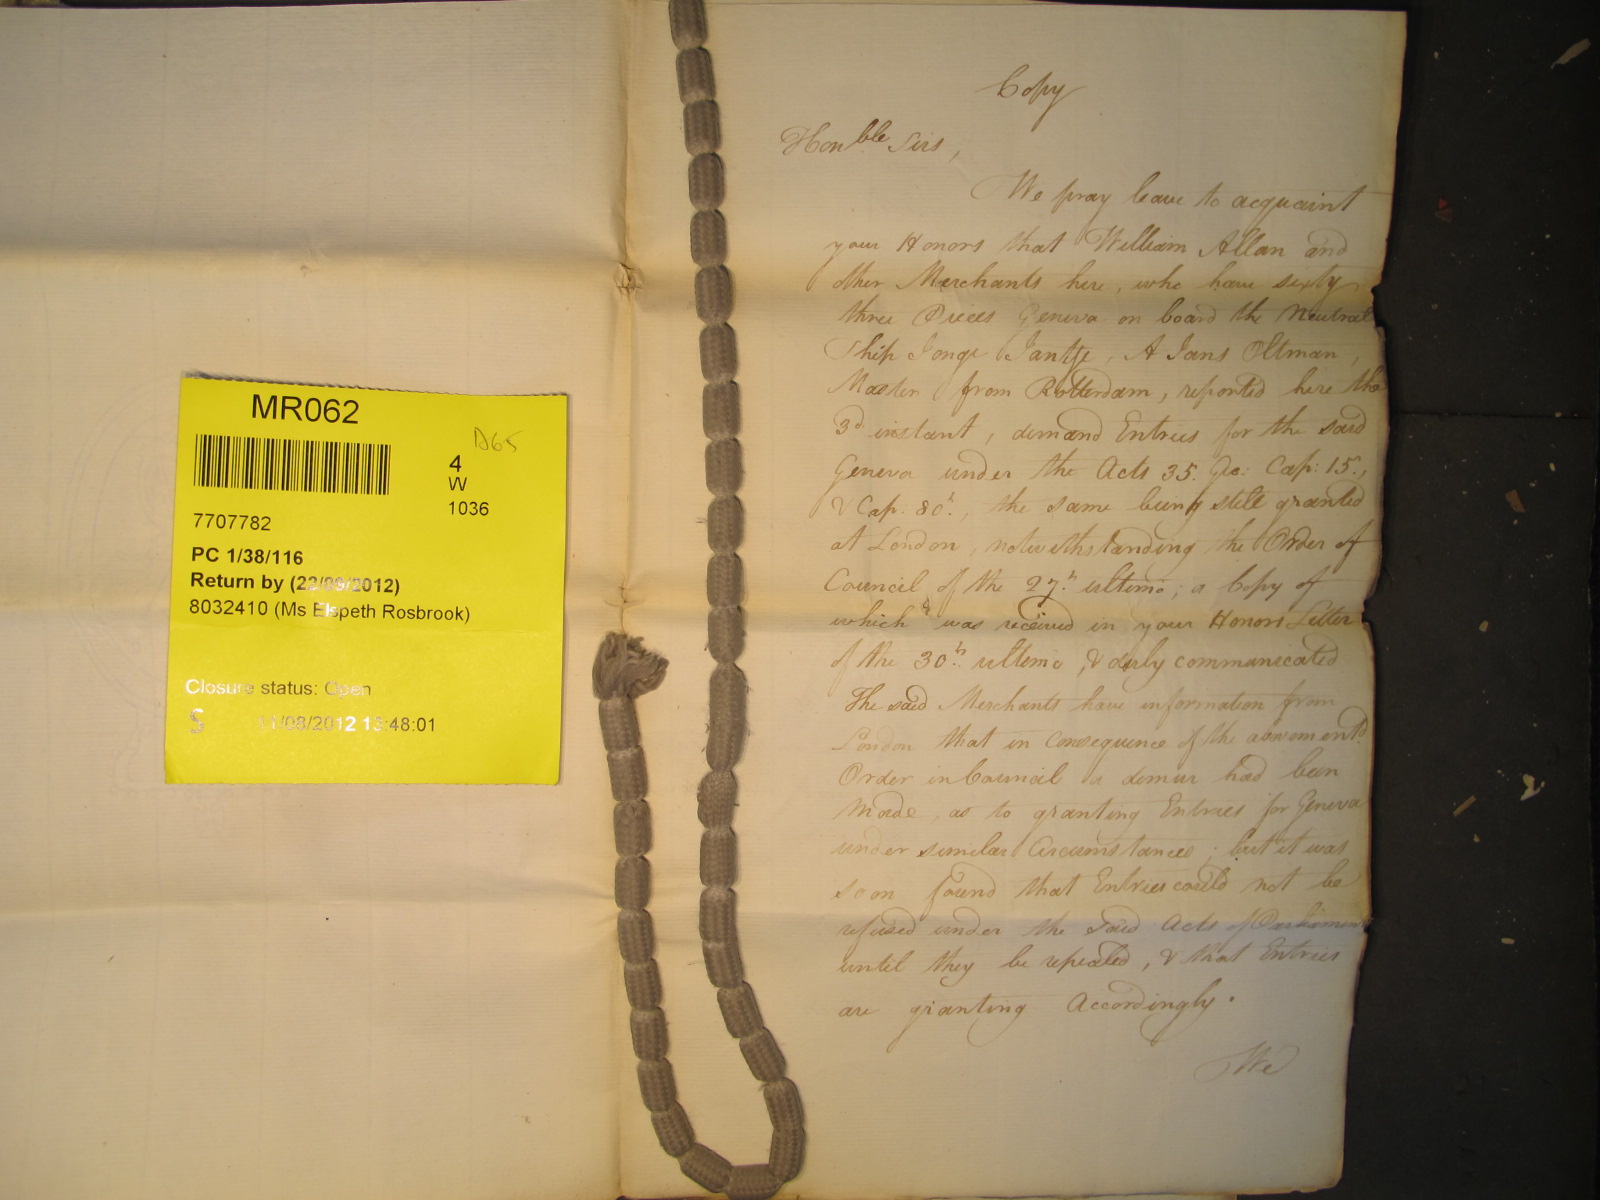 MR062
D65
4
W
1036
7707782
PC 1/38/116
Return by (22/09/2012)
8032410 (Ms Elspeth Rosbrook)
Closure status: Open
S 11/08/2012 13:48:01
Copy
Honble Sirs,
We pray leave to acquaint
your Honors that William Allan and
other Merchants here, who have sixty
three Pieces Geneva on board the Neutral
Ship Jonge Jantje, A Jans Oltman,
Master from Rotterdam, reported here the
3d instant, demand Entries for the said
Geneva under the Acts 35. Geo: Cap: 15.,
& Cap. 80th., the same being still granted
at London, notwithstanding the Order of
Council of the 27th ultimo; a Copy of
which was received in your Honors Letter
of the 30th ultimo, & duly communicated
The said Merchants have information from
London that in consequence of the abovementd.
Order in Council a demur had been
made, as to granting Entries for Geneva
under similar Circumstances; but it was
soon found that Entries could not be
refused under the said Acts of Parliament
until they be repealed, & that Entries
are granting Accordingly.
We